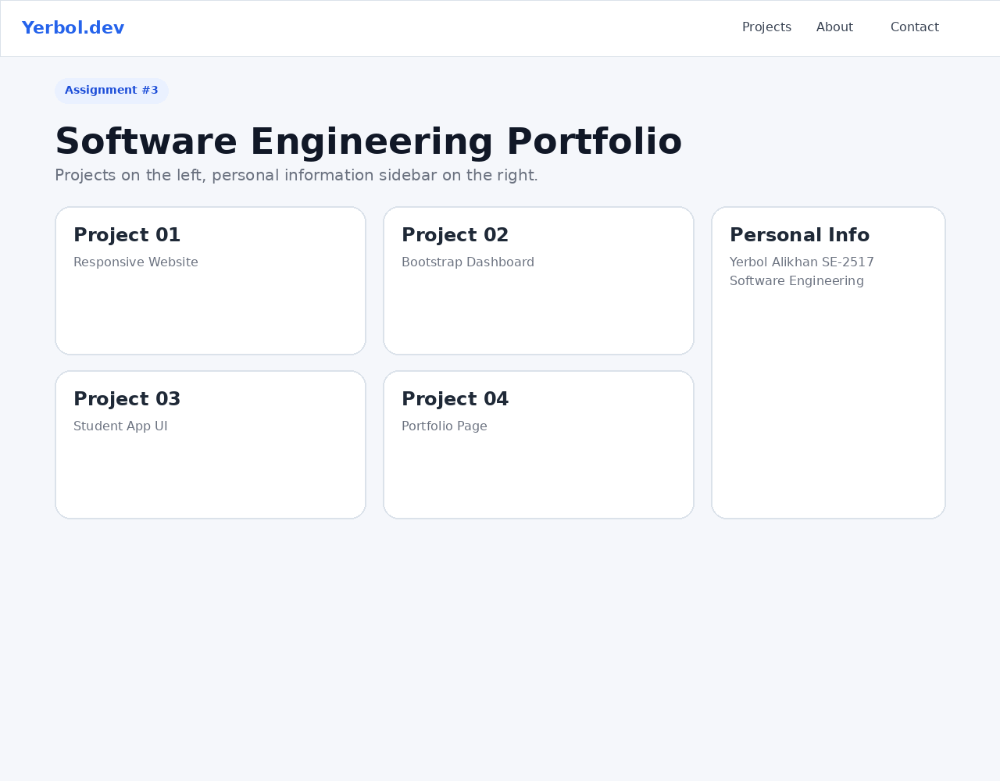 Yerbol.dev
Projects
About
Contact
Assignment #3
Software Engineering Portfolio
Projects on the left, personal information sidebar on the right.
Project 01
Responsive Website
Project 02
Bootstrap Dashboard
Personal Info
Yerbol Alikhan SE-2517
Software Engineering
Project 03
Student App UI
Project 04
Portfolio Page